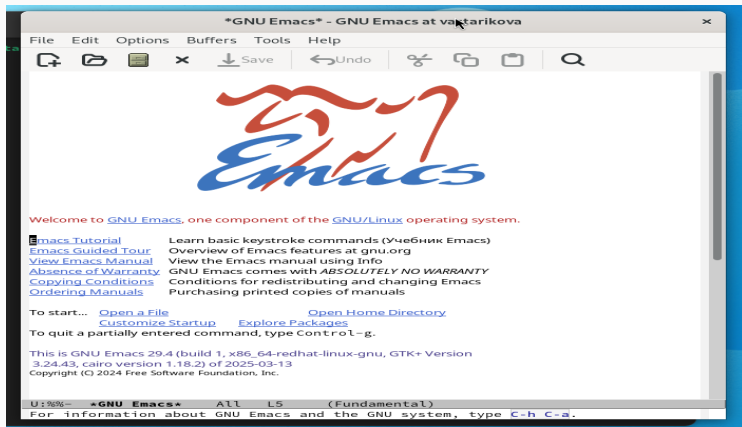 *GNU Emacs* - GNU Emacs at vastarikova
File Edit Options Buffers Tools Help
Save Undo
Emacs
Welcome to GNU Emacs, one component of the GNU/Linux operating system.
Emacs Tutorial Learn basic keystroke commands (Учебник Emacs)
Emacs Guided Tour Overview of Emacs features at gnu.org
View Emacs Manual View the Emacs manual using Info
Absence of Warranty GNU Emacs comes with ABSOLUTELY NO WARRANTY
Copying Conditions Conditions for redistributing and changing Emacs
Ordering Manuals Purchasing printed copies of manuals
To start... Open a File Open Home Directory
Customize Startup Explore Packages
To quit a partially entered command, type Control-g.
This is GNU Emacs 29.4 (build 1, x86_64-redhat-linux-gnu, GTK+ Version
3.24.43, cairo version 1.18.2) of 2025-03-13
Copyright (C) 2024 Free Software Foundation, Inc.
U:%%- *GNU Emacs* All L5 (Fundamental)
For information about GNU Emacs and the GNU system, type C-h C-a.